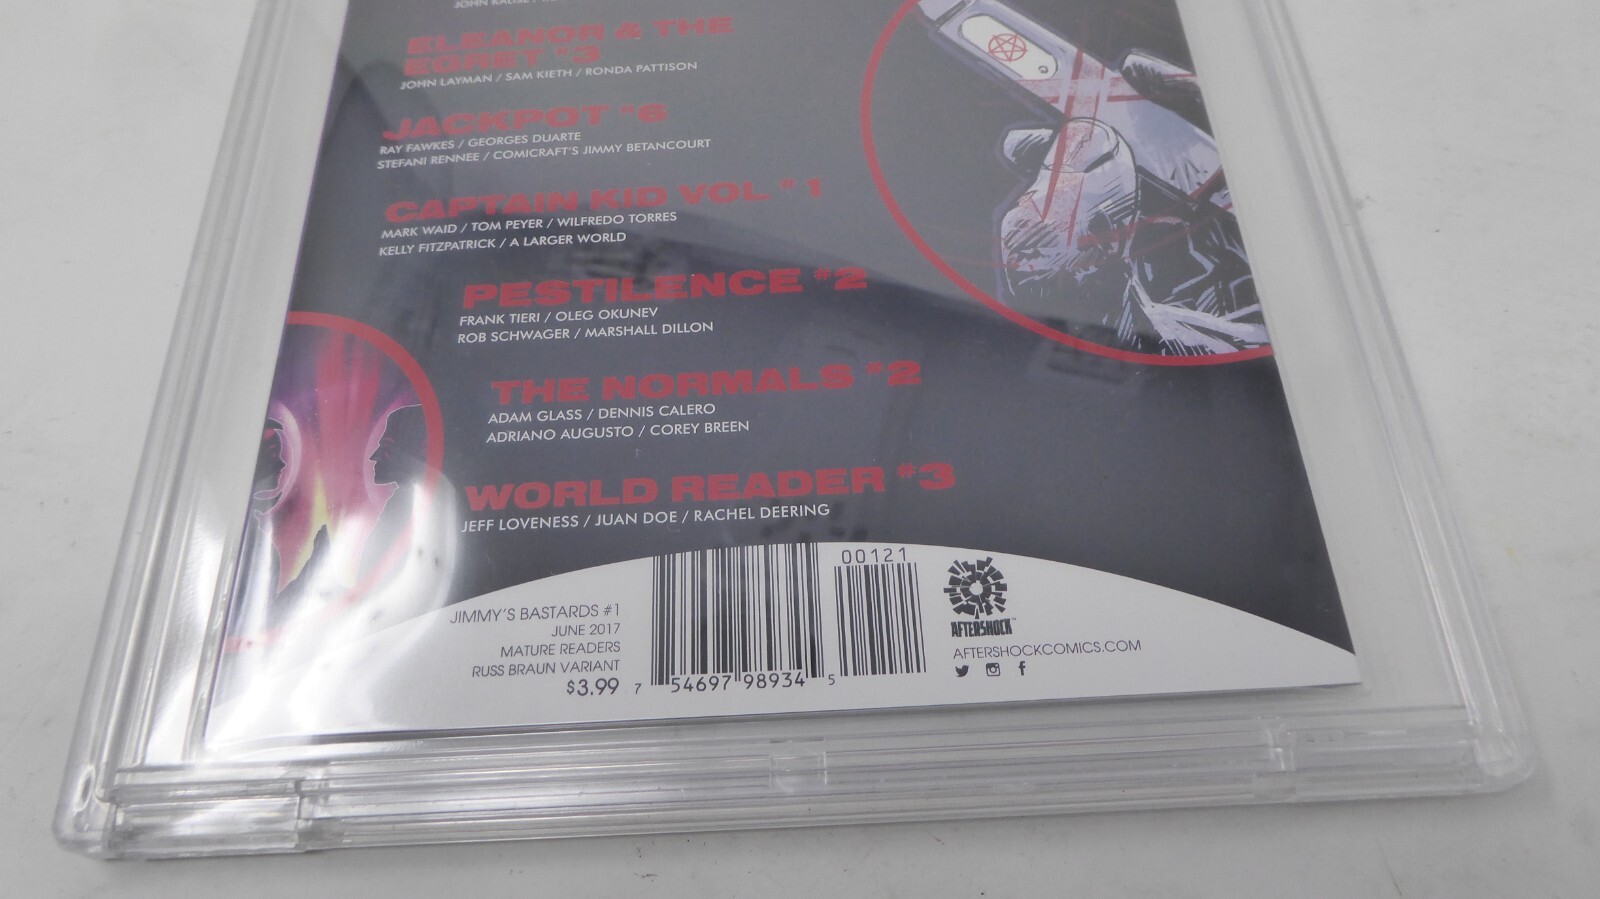 JOHN
ELEANOR & THE
EGRET #3
JOHN LAYMAN / SAM KIETH / RONDA PATTISON
JACKPOT #6
RAY FAWKES / GEORGES DUARTE
STEFANI RENNEE / COMICRAFT'S JIMMY BETANCOURT
CAPTAIN KID VOL #1
MARK WAID / TOM PEYER / WILFREDO TORRES
KELLY FITZPATRICK / A LARGER WORLD
PESTILENCE #2
FRANK TIERI / OLEG OKUNEV
ROB SCHWAGER / MARSHALL DILLON
THE NORMALS #2
ADAM GLASS / DENNIS CALERO
ADRIANO AUGUSTO / COREY BREEN
WORLD READER #3
JEFF LOVENESS / JUAN DOE / RACHEL DEERING
JIMMY'S BASTARDS #1
JUNE 2017
MATURE READERS
RUSS BRAUN VARIANT
$3.99
7 54697 98934 5
00121
AFTERSHOCK™
AFTERSHOCKCOMICS.COM